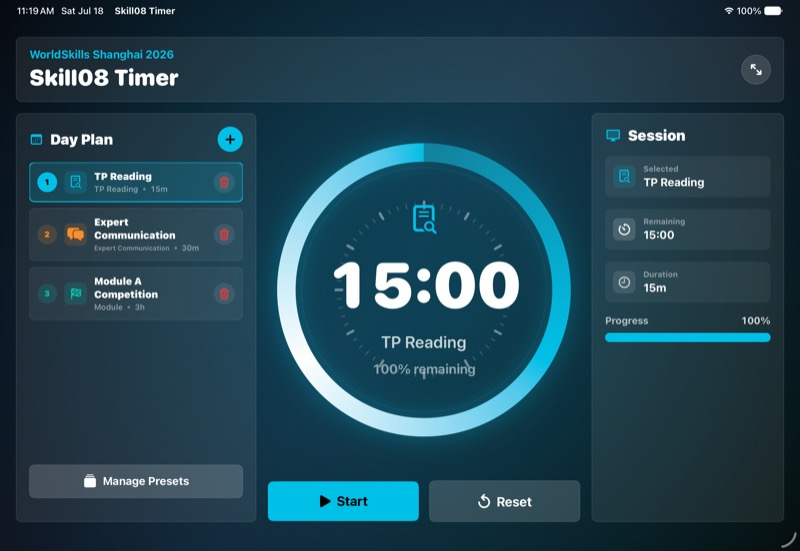 11:19 AM Sat Jul 18 Skill08 Timer
100%
WorldSkills Shanghai 2026
Skill08 Timer
Day Plan
1
TP Reading
TP Reading • 15m
2
Expert
Communication
Expert Communication • 30m
3
Module A
Competition
Module • 3h
Manage Presets
15:00
TP Reading
100% remaining
Start
Reset
Session
Selected
TP Reading
Remaining
15:00
Duration
15m
Progress 100%